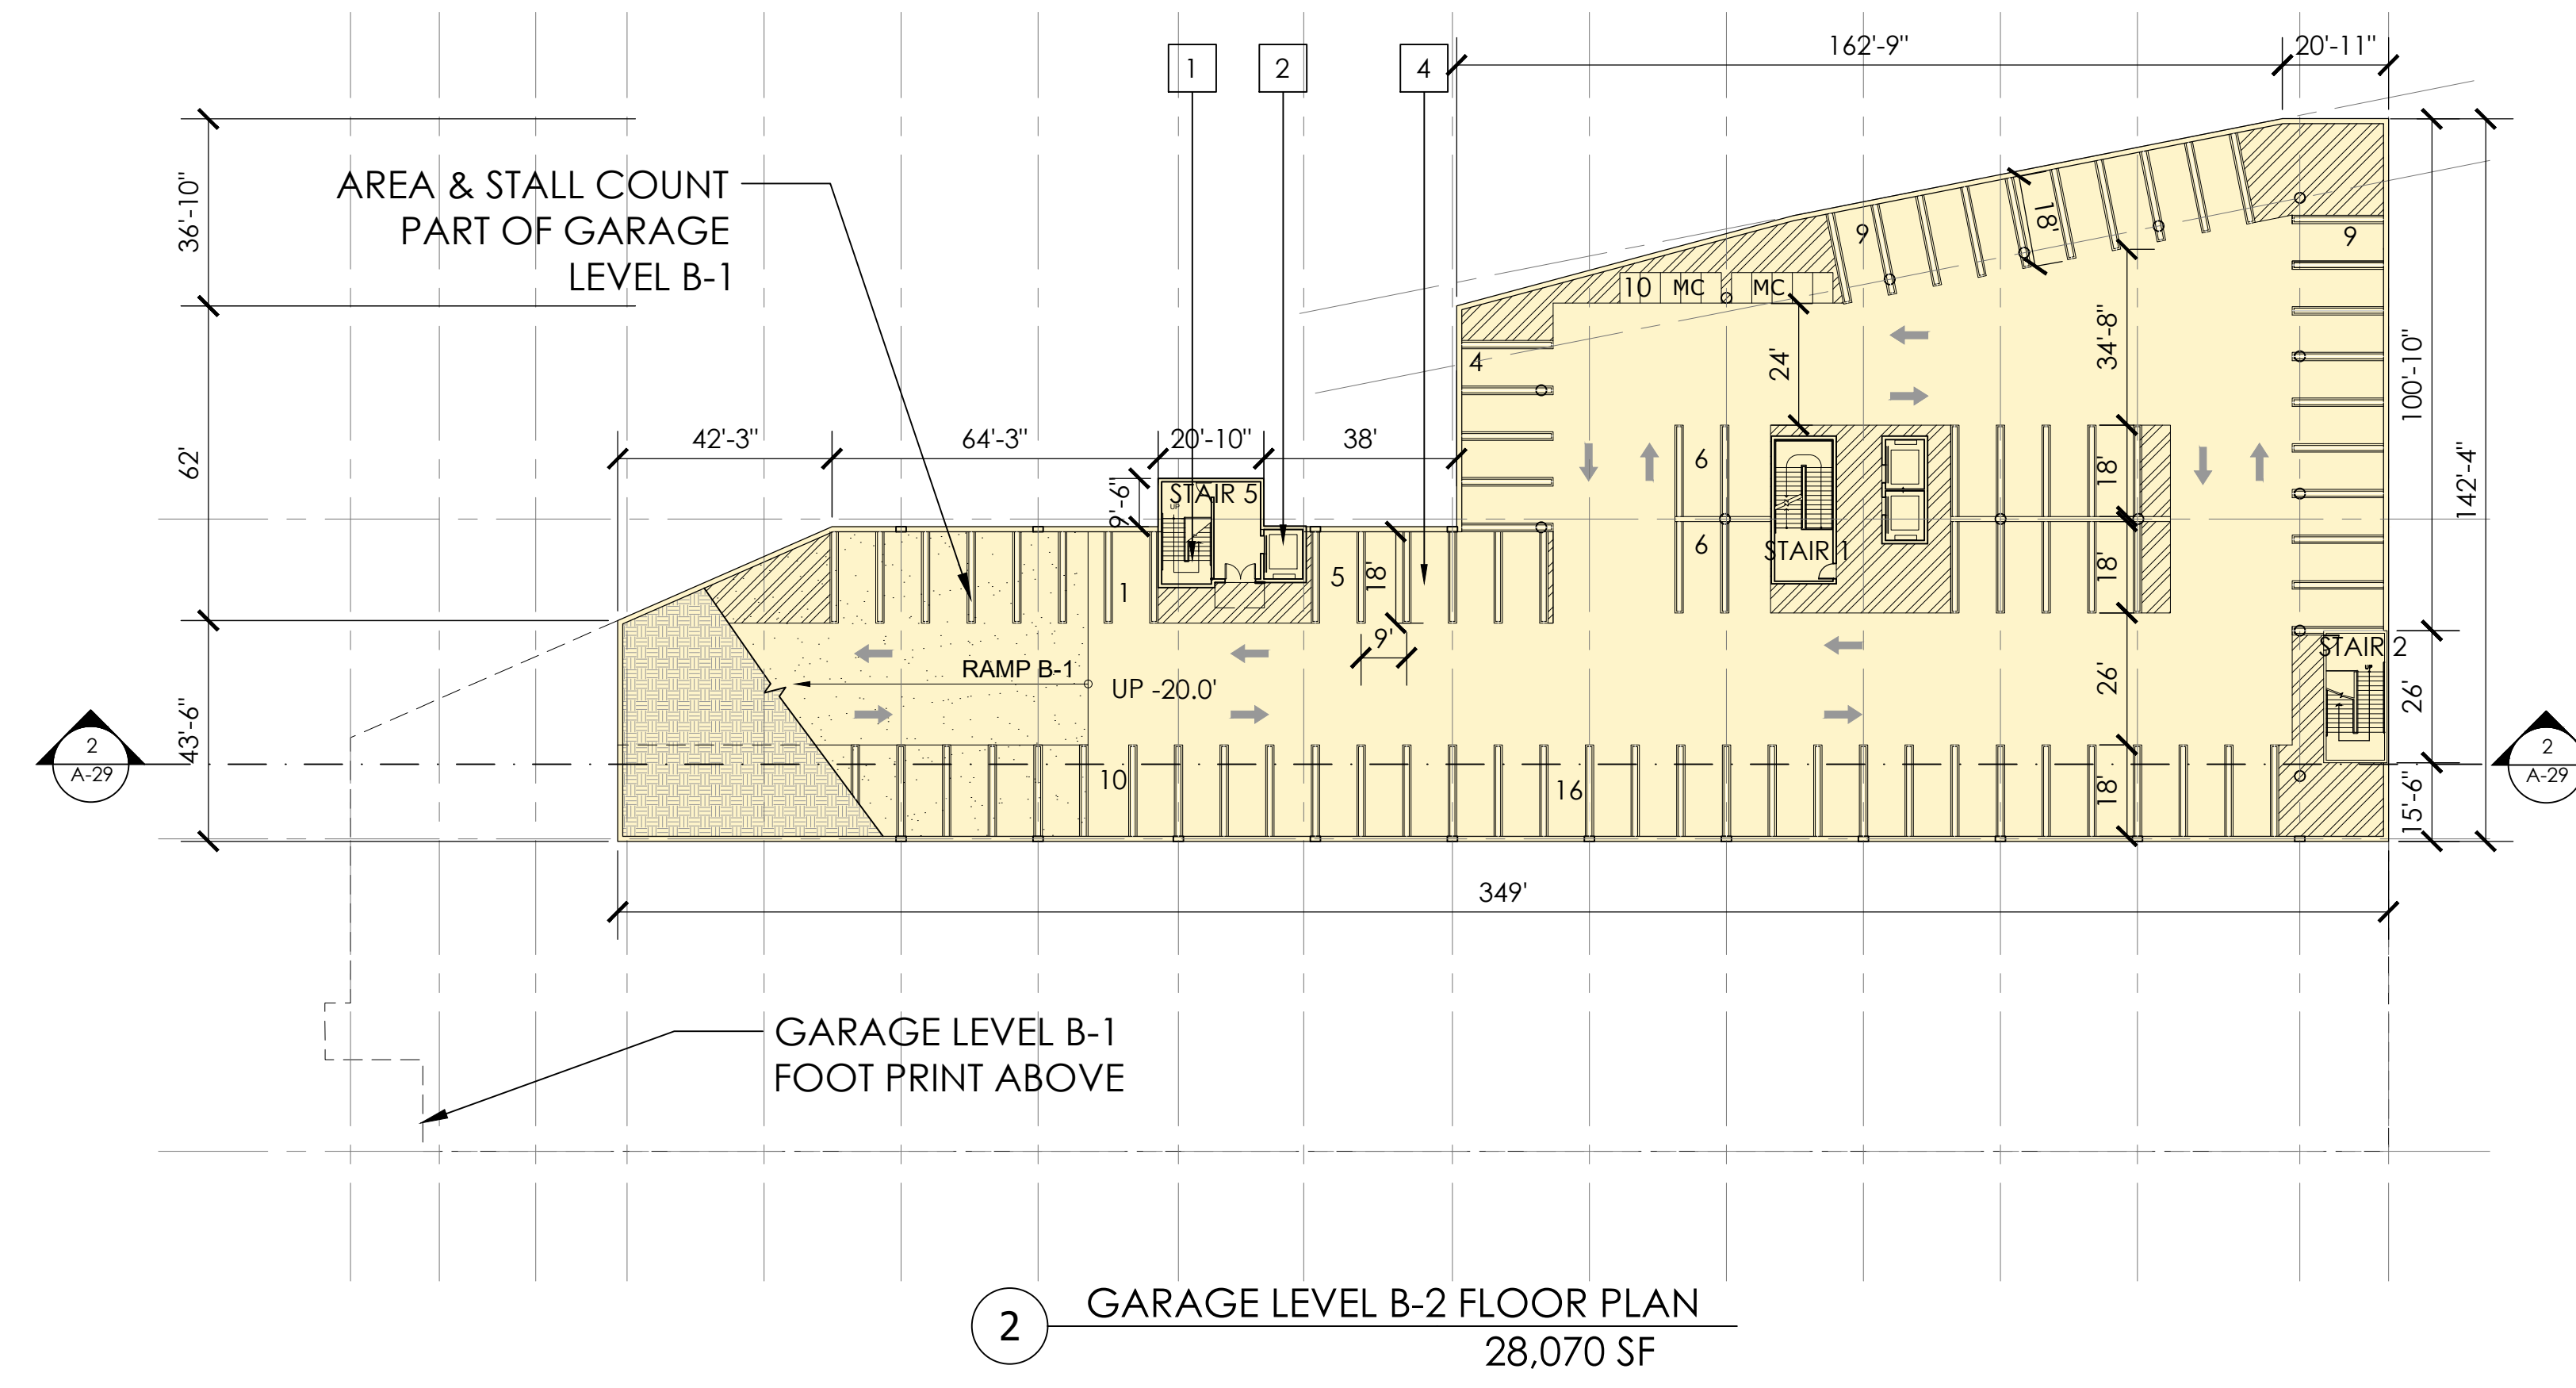 162'-9"
20'-11"
1
2
4
AREA & STALL COUNT
PART OF GARAGE
LEVEL B-1
36'-10"
18'
9
9
10
MC
MC
4
24'
34'-8"
100'-10"
142'-4"
62'
42'-3"
64'-3"
20'-10"
38'
9'-6"
STAIR 5
UP
6
18'
6
STAIR 1
18'
1
5
18'
9'
STAIR 2
UP
RAMP B-1
UP -20.0'
26'
26'
43'-6"
2
A-29
2
A-29
10
16
18'
15'-6"
349'
GARAGE LEVEL B-1
FOOT PRINT ABOVE
2
GARAGE LEVEL B-2 FLOOR PLAN
28,070 SF